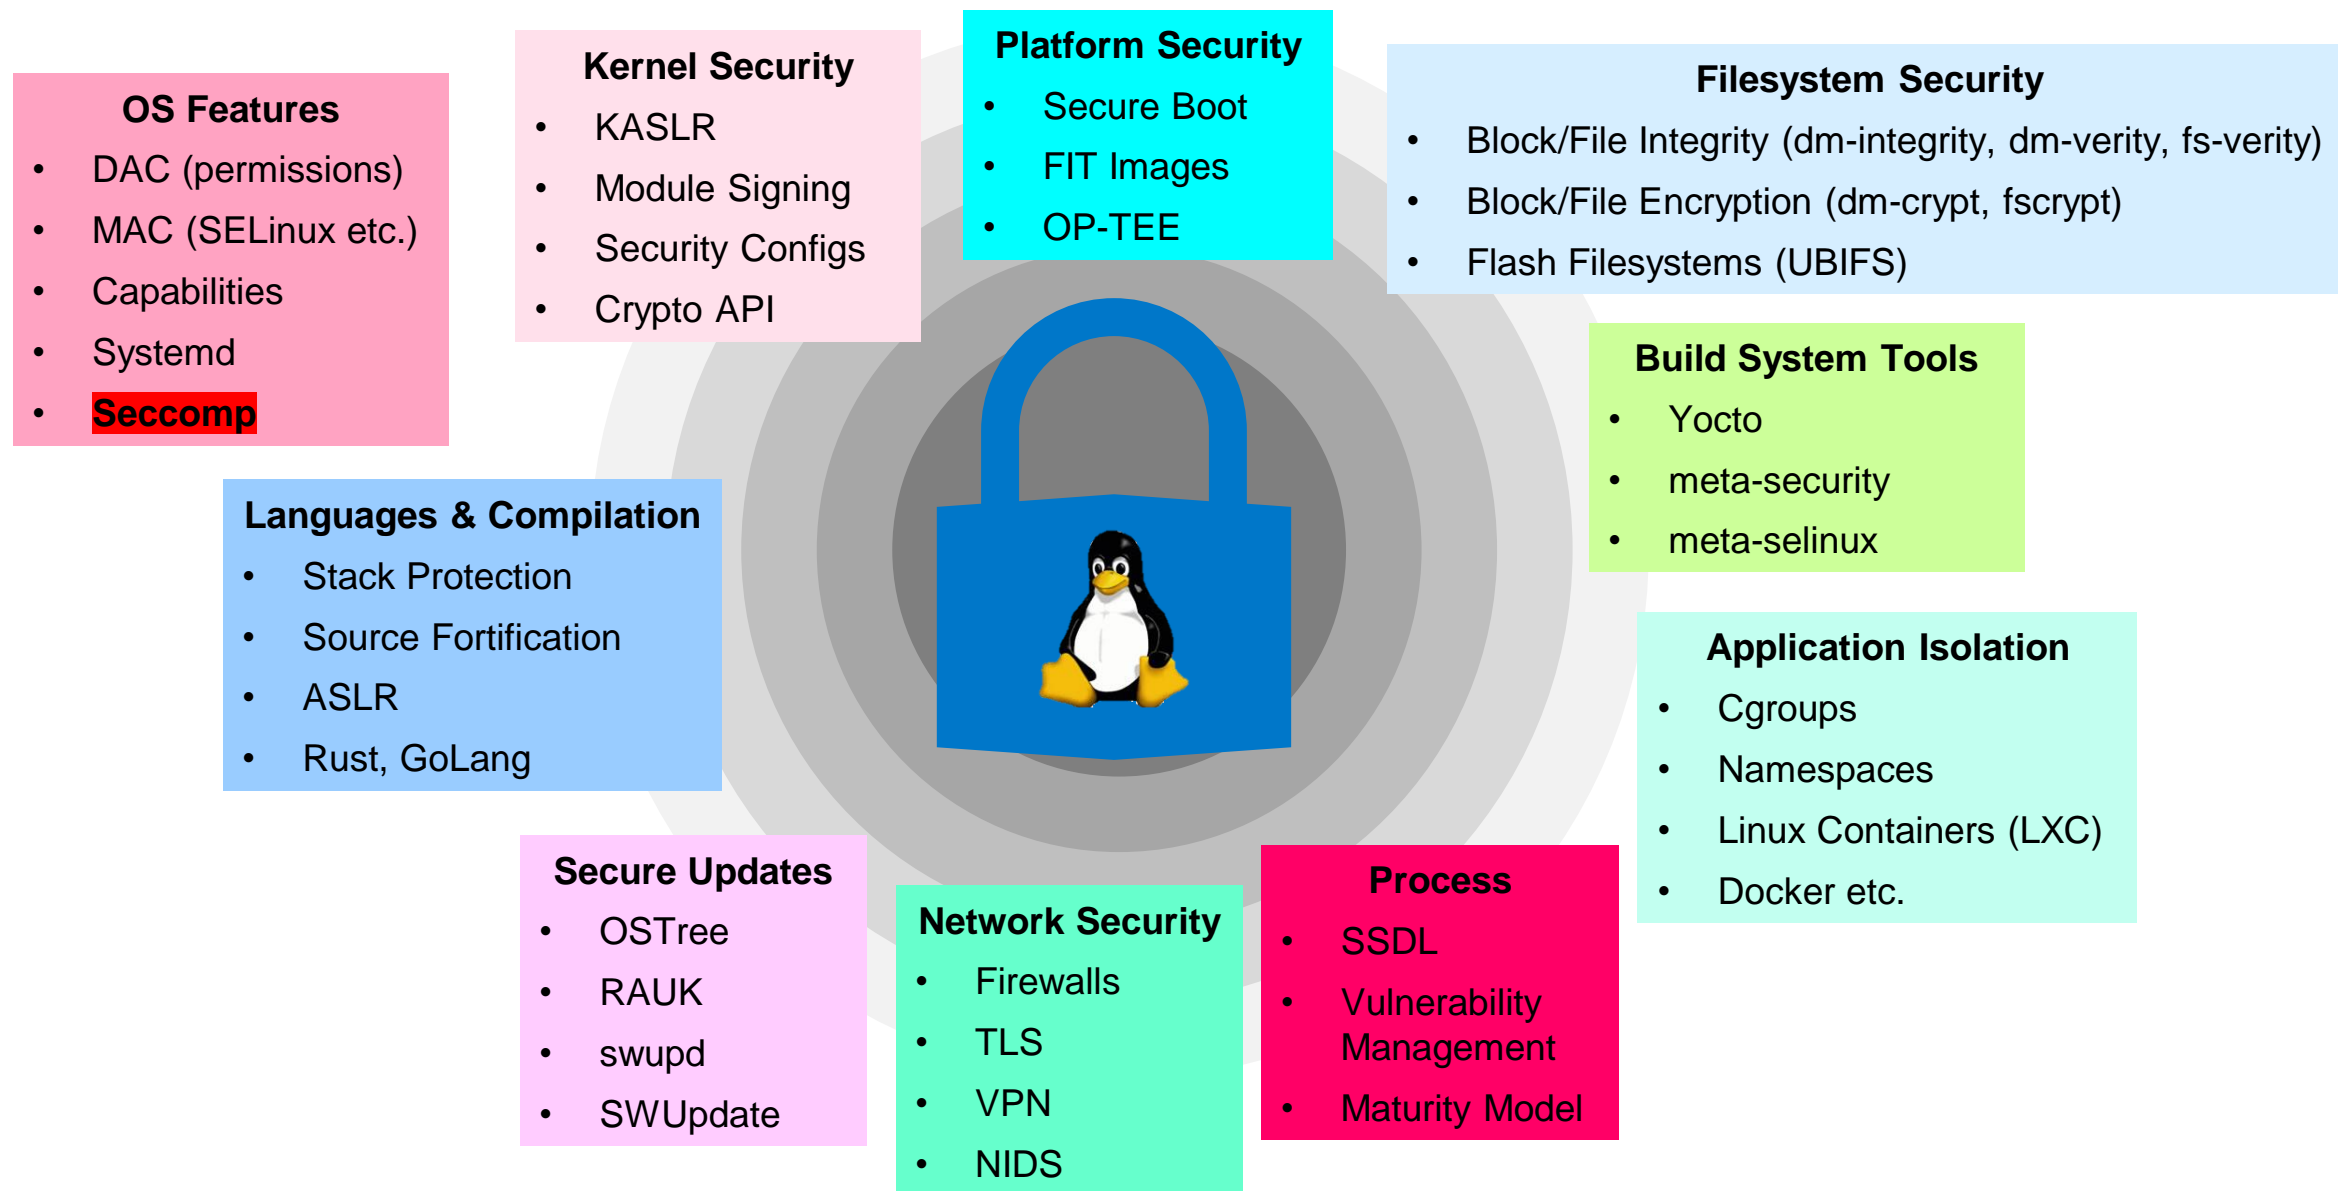 OS Features
• DAC (permissions)
• MAC (SELinux etc.)
• Capabilities
• Systemd
• Seccomp
Kernel Security
• KASLR
• Module Signing
• Security Configs
• Crypto API
Platform Security
• Secure Boot
• FIT Images
• OP-TEE
Filesystem Security
• Block/File Integrity (dm-integrity, dm-verity, fs-verity)
• Block/File Encryption (dm-crypt, fscrypt)
• Flash Filesystems (UBIFS)
Build System Tools
• Yocto
• meta-security
• meta-selinux
Languages & Compilation
• Stack Protection
• Source Fortification
• ASLR
• Rust, GoLang
Application Isolation
• Cgroups
• Namespaces
• Linux Containers (LXC)
• Docker etc.
Secure Updates
• OSTree
• RAUK
• swupd
• SWUpdate
Network Security
• Firewalls
• TLS
• VPN
• NIDS
Process
• SSDL
• Vulnerability
Management
• Maturity Model